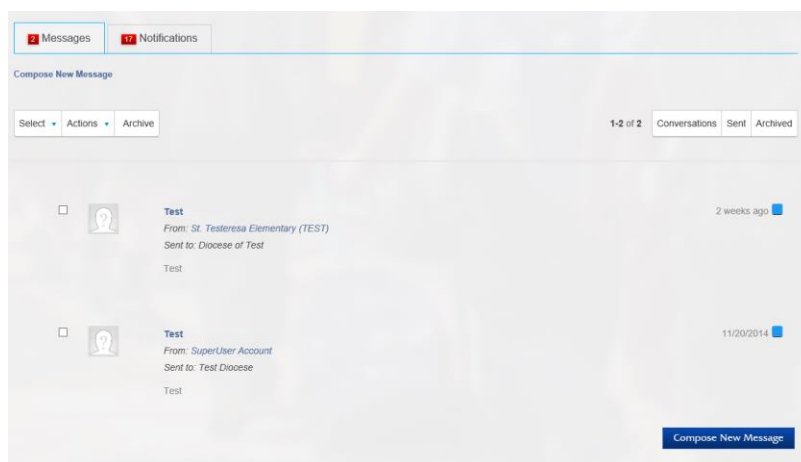 2 Messages 17 Notifications
Compose New Message
Select Actions Archive 1-2 of 2 Conversations Sent Archived
Test 2 weeks ago
From: St. Testeresa Elementary (TEST)
Sent to: Diocese of Test
Test
Test 11/20/2014
From: SuperUser Account
Sent to: Test Diocese
Test
Compose New Message